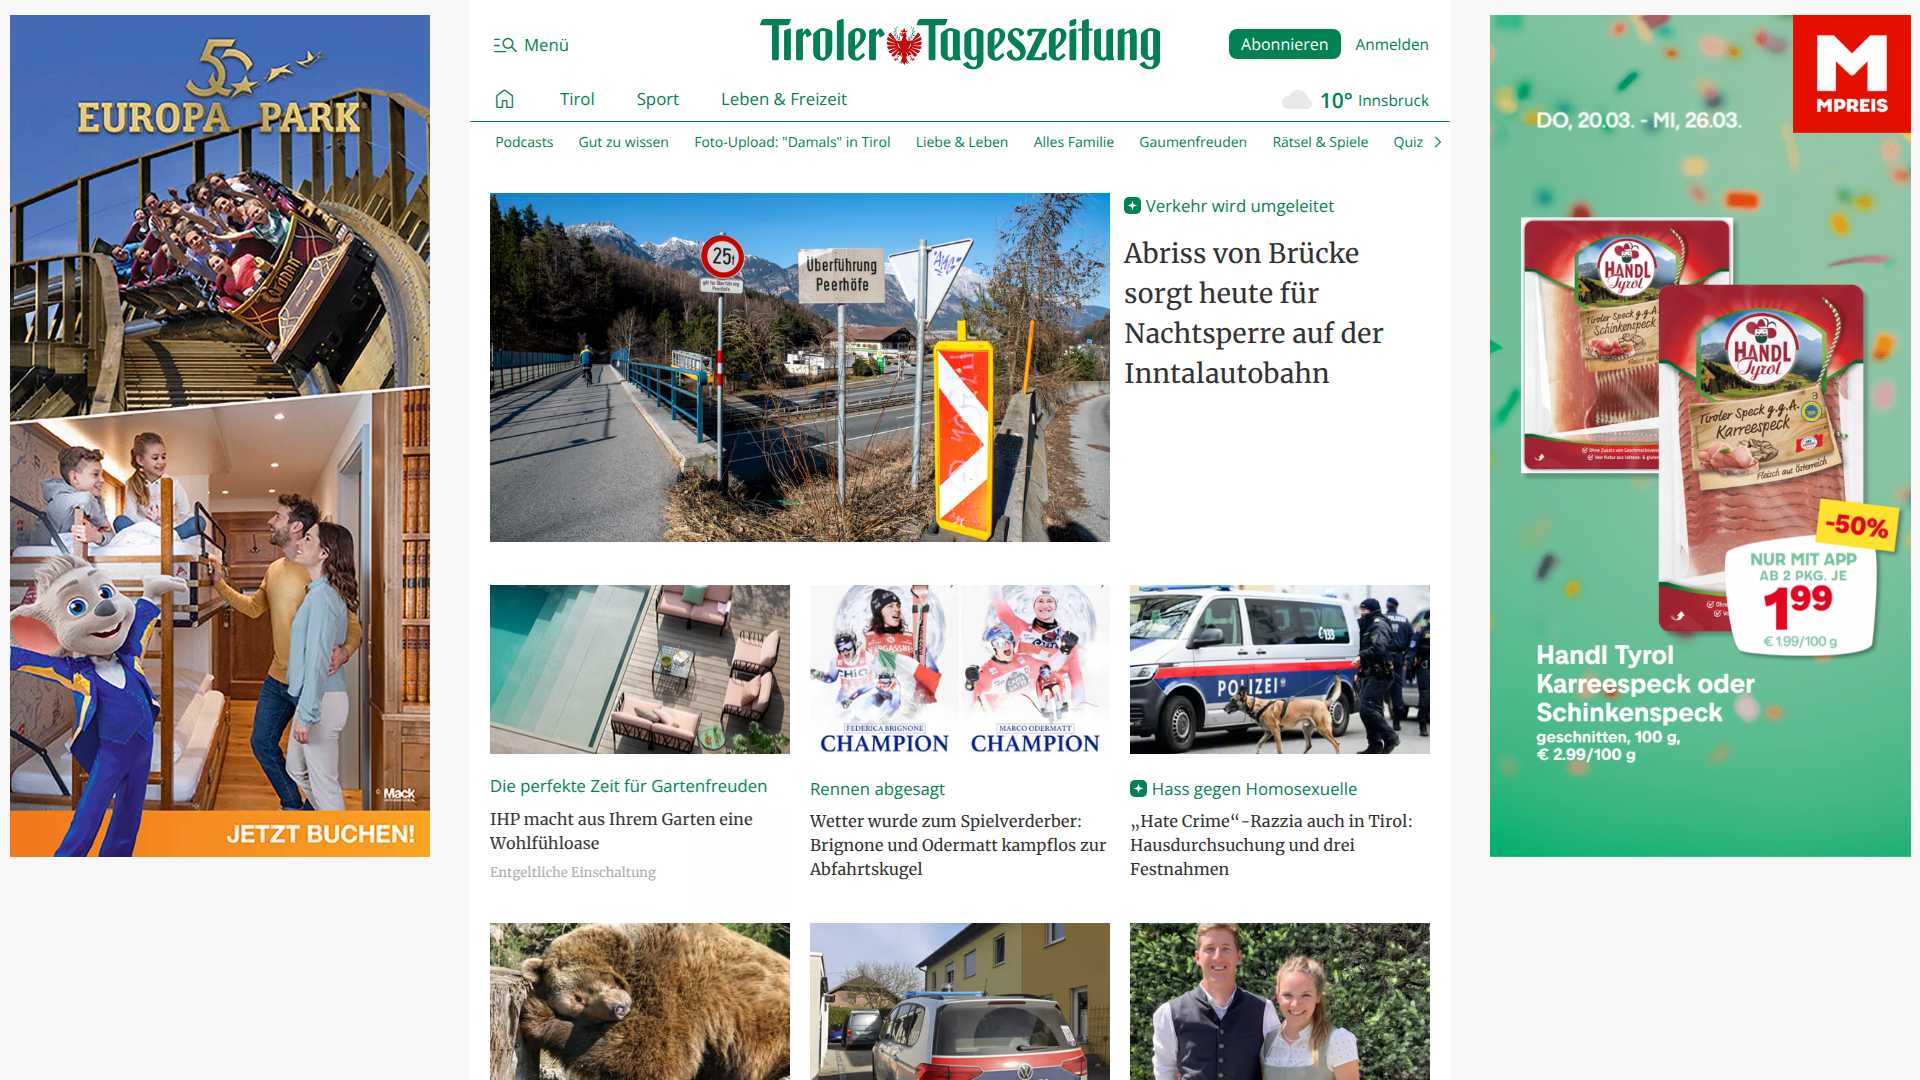 50
EUROPA PARK
© Mack
JETZT BUCHEN!
Menü
Tiroler Tageszeitung
Abonnieren
Anmelden
Tirol
Sport
Leben & Freizeit
10° Innsbruck
Podcasts
Gut zu wissen
Foto-Upload: "Damals" in Tirol
Liebe & Leben
Alles Familie
Gaumenfreuden
Rätsel & Spiele
Quiz
25t
Überführung
Peerhöfe
Verkehr wird umgeleitet
Abriss von Brücke
sorgt heute für
Nachtsperre auf der
Inntalautobahn
FEDERICA BRIGNONE
CHAMPION
MARCO ODERMATT
CHAMPION
133
POLIZEI
Die perfekte Zeit für Gartenfreuden
IHP macht aus Ihrem Garten eine
Wohlfühloase
Entgeltliche Einschaltung
Rennen abgesagt
Wetter wurde zum Spielverderber:
Brignone und Odermatt kampflos zur
Abfahrtskugel
Hass gegen Homosexuelle
„Hate Crime“-Razzia auch in Tirol:
Hausdurchsuchung und drei
Festnahmen
M
MPREIS
DO, 20.03. - MI, 26.03.
HANDL
Tyrol
Tiroler Speck g.g.A.
Schinkenspeck
HANDL
Tyrol
Tiroler Speck g.g.A.
Karreespeck
Fleisch aus Österreich
-50%
NUR MIT APP
AB 2 PKG. JE
1 99
€ 1.99/100 g
Handl Tyrol
Karreespeck oder
Schinkenspeck
geschnitten, 100 g,
€ 2.99/100 g